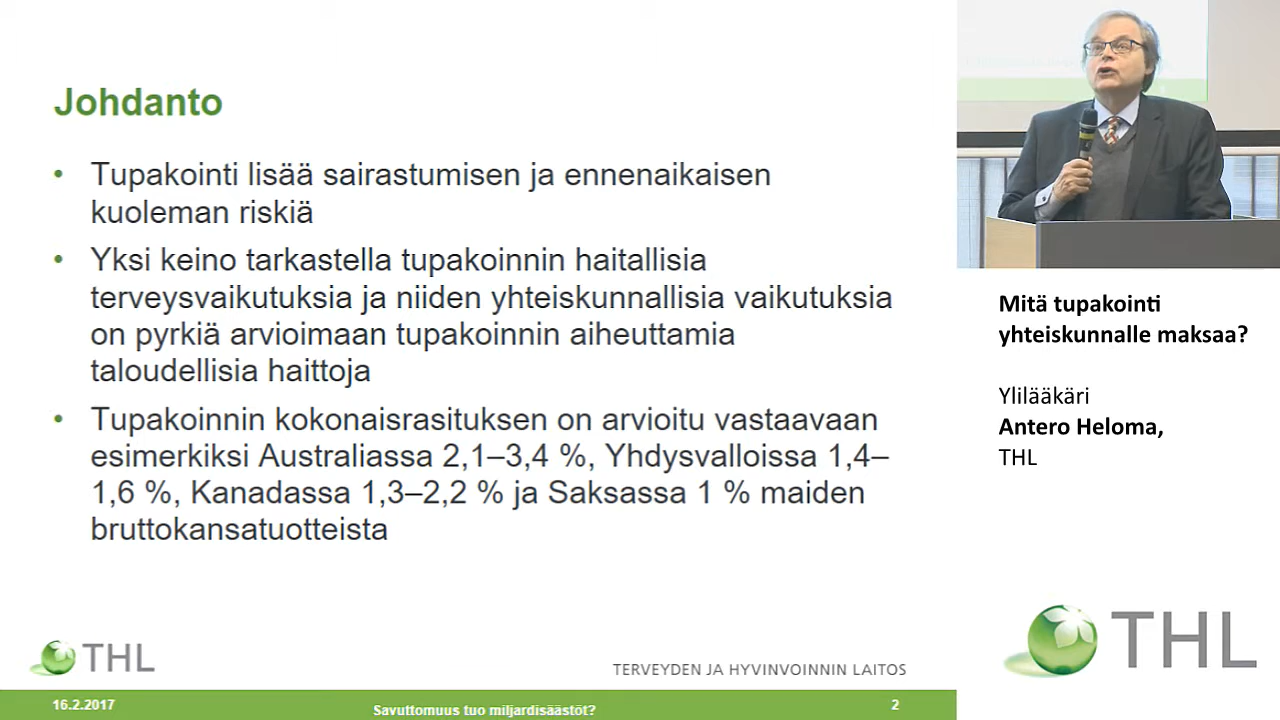 Johdanto
• Tupakointi lisää sairastumisen ja ennenaikaisen
kuoleman riskiä
• Yksi keino tarkastella tupakoinnin haitallisia
terveysvaikutuksia ja niiden yhteiskunnallisia vaikutuksia
on pyrkiä arvioimaan tupakoinnin aiheuttamia
taloudellisia haittoja
• Tupakoinnin kokonaisrasituksen on arvioitu vastaavaan
esimerkiksi Australiassa 2,1–3,4 %, Yhdysvalloissa 1,4–
1,6 %, Kanadassa 1,3–2,2 % ja Saksassa 1 % maiden
bruttokansatuotteista
THL
TERVEYDEN JA HYVINVOINNIN LAITOS
16.2.2017
Savuttomuus tuo miljardisäästöt?
2
Mitä tupakointi
yhteiskunnalle maksaa?
Ylilääkäri
Antero Heloma,
THL
THL